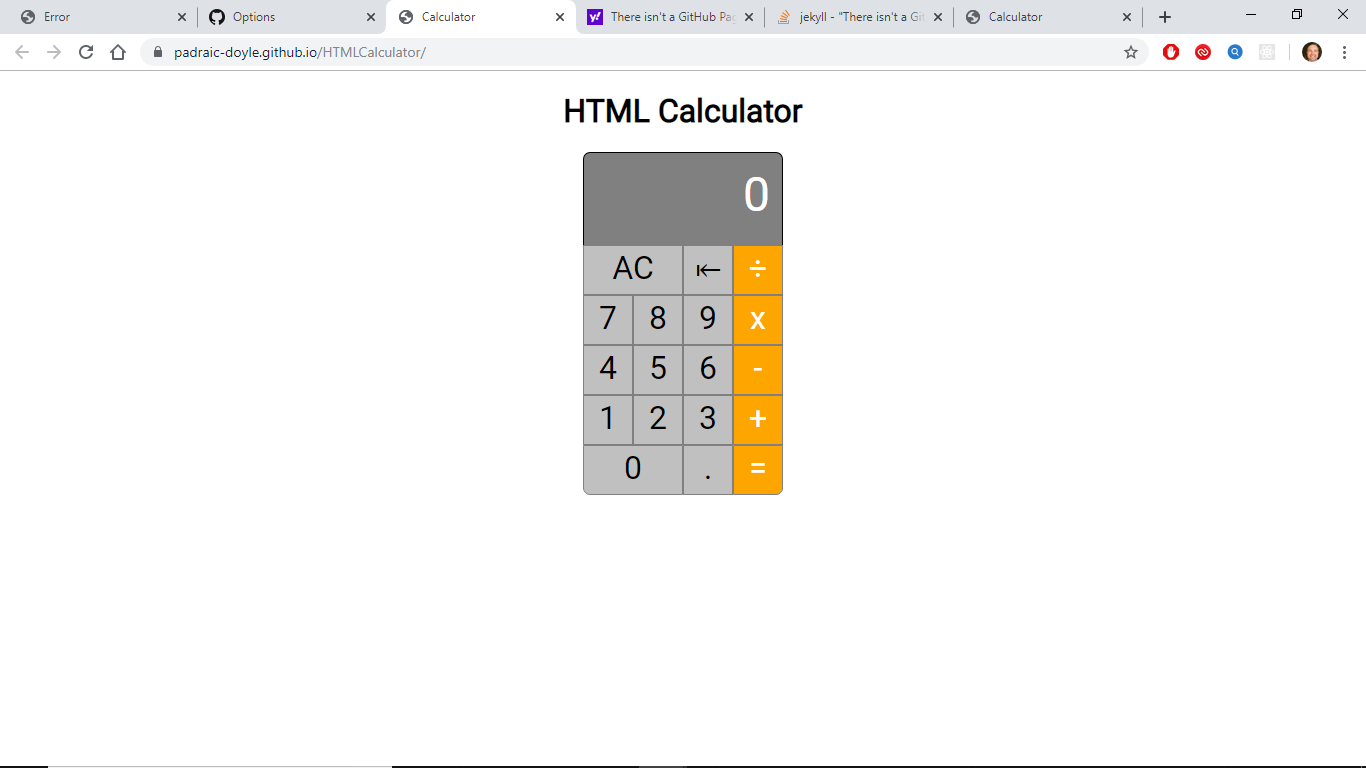 Error
Options
Calculator
There isn't a GitHub Pag
jekyll - "There isn't a Git
Calculator
padraic-doyle.github.io/HTMLCalculator/
HTML Calculator
0
AC ⇤ ÷
7 8 9 x
4 5 6 -
1 2 3 +
0 . =